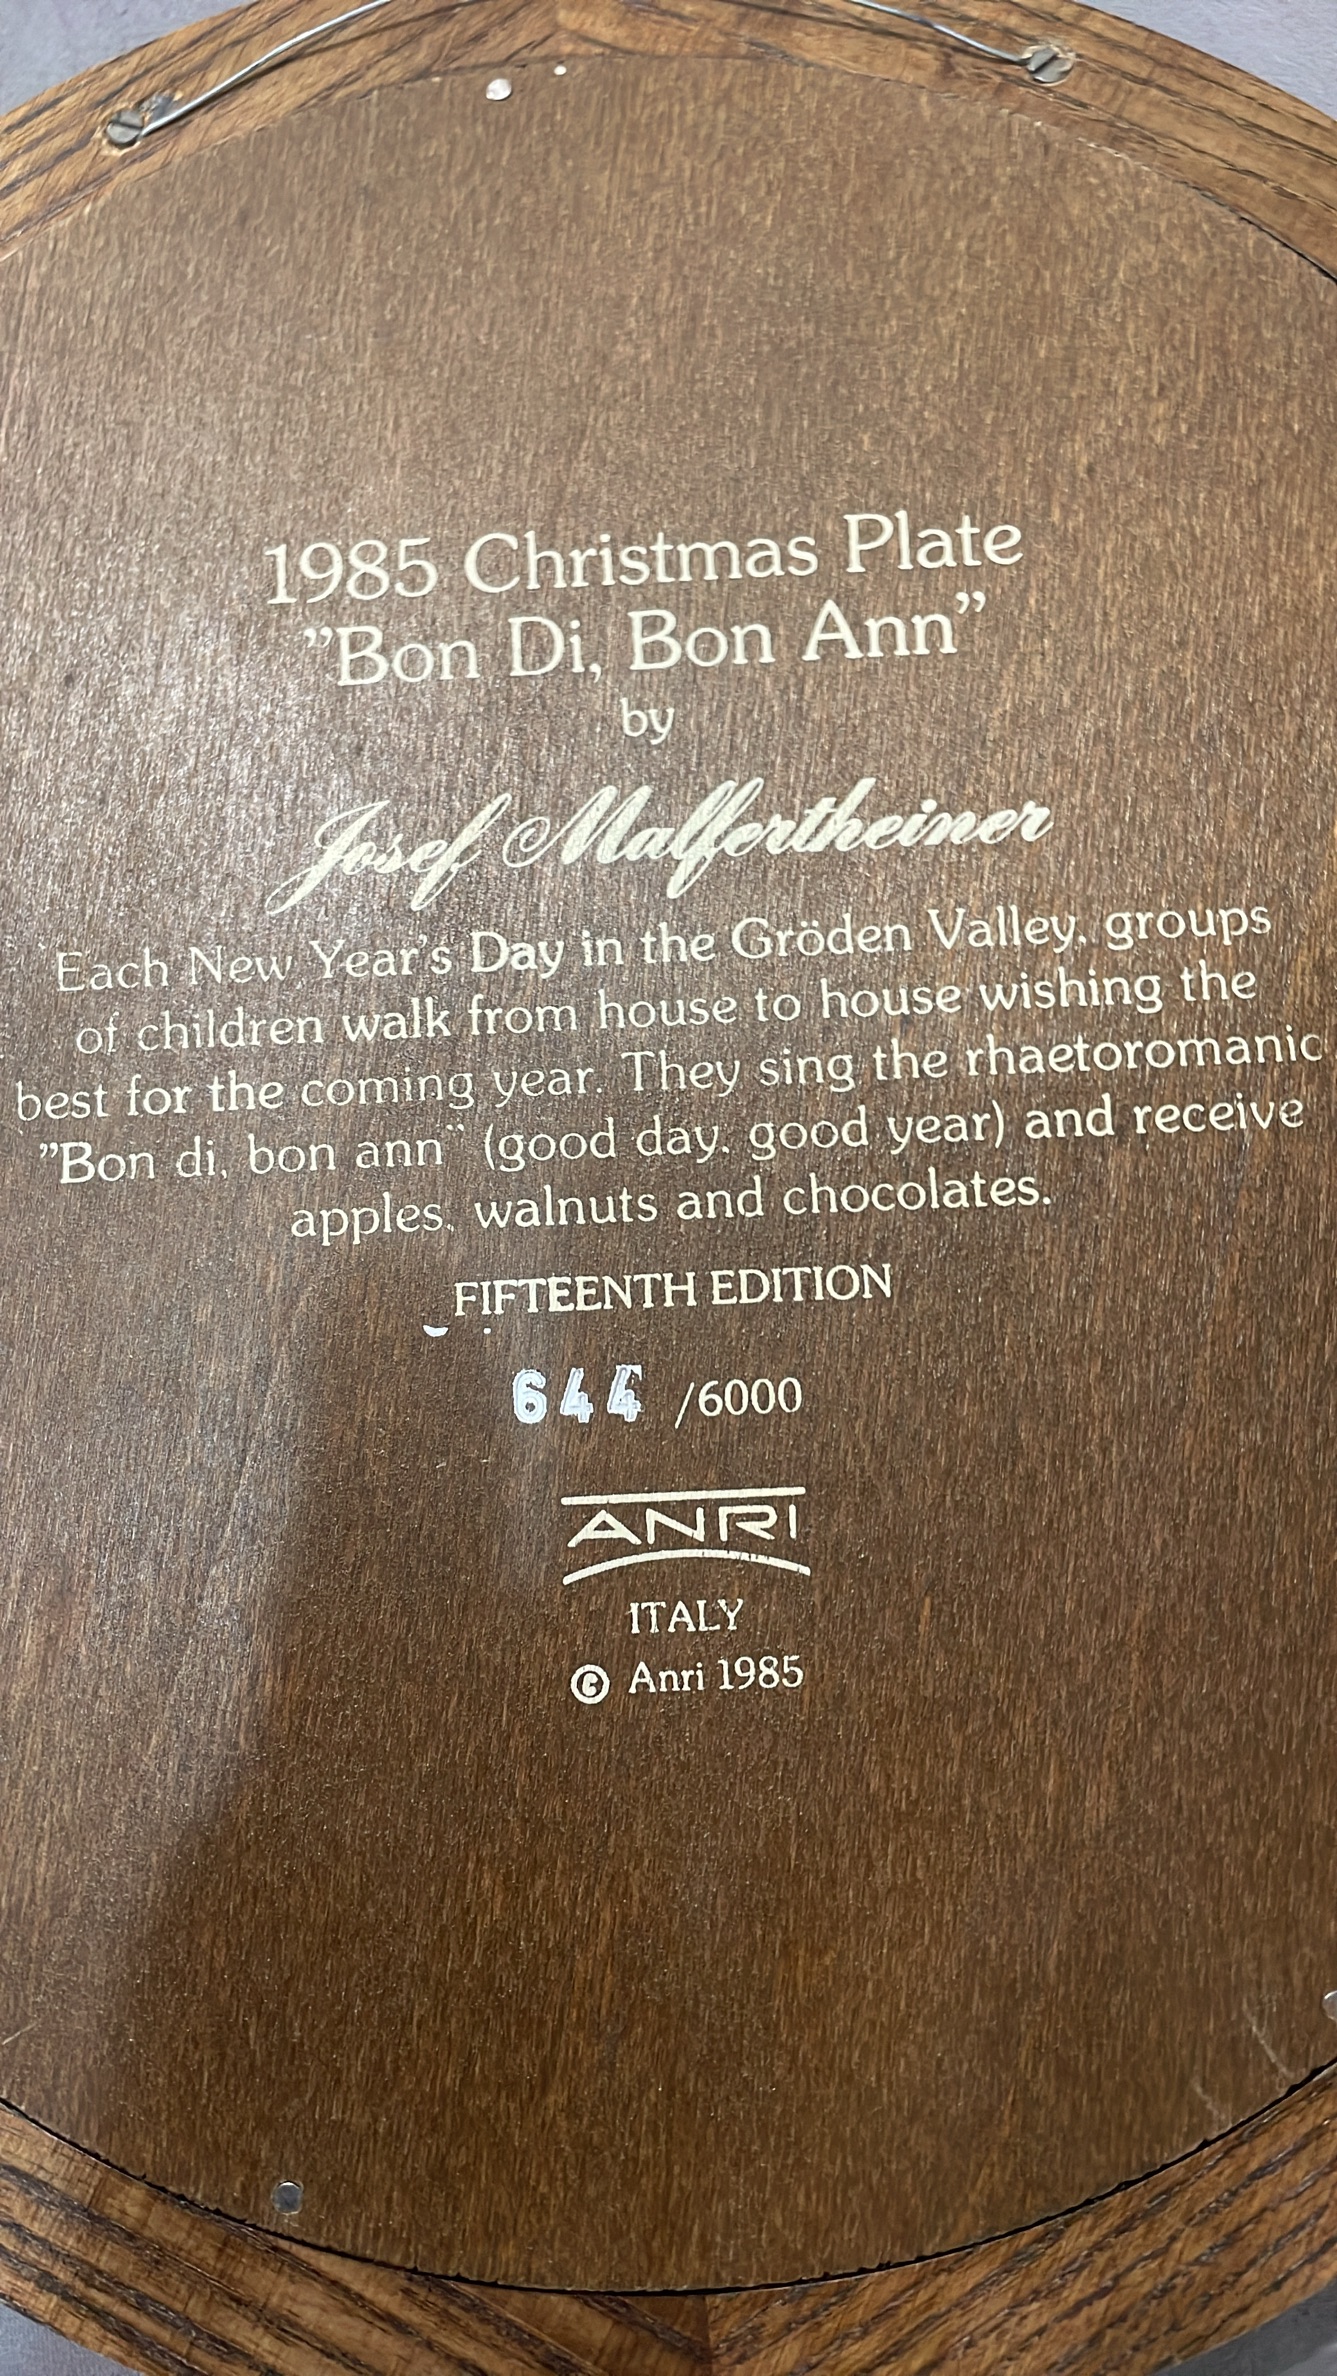 1985 Christmas Plate
”Bon Di, Bon Ann”
by
Josef Malfertheiner
Each New Year's Day in the Gröden Valley, groups
of children walk from house to house wishing the
best for the coming year. They sing the rhaetoromanic
”Bon di, bon ann” (good day, good year) and receive
apples, walnuts and chocolates.
FIFTEENTH EDITION
644 /6000
ANRI
ITALY
© Anri 1985